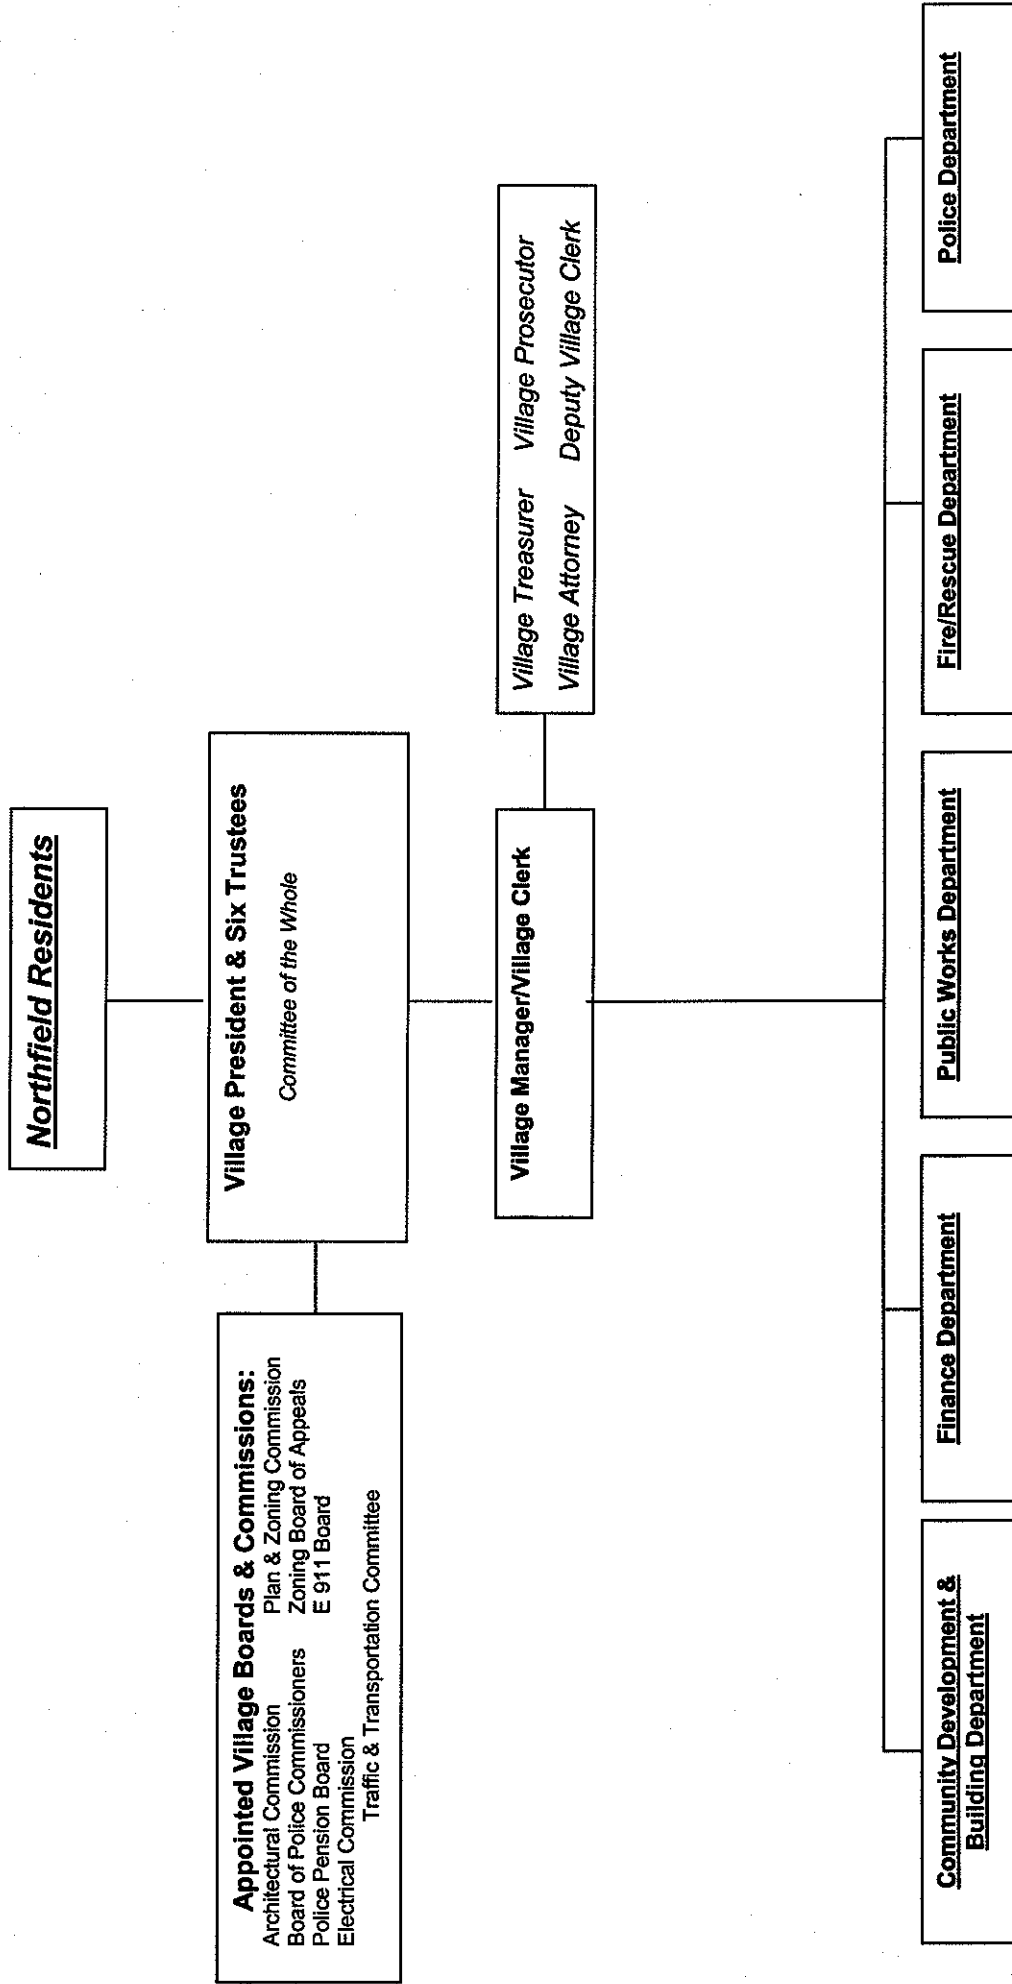 Northfield Residents
Village President & Six Trustees
Committee of the Whole
Appointed Village Boards & Commissions:
Architectural Commission Plan & Zoning Commission
Board of Police Commissioners Zoning Board of Appeals
Police Pension Board E 911 Board
Electrical Commission
Traffic & Transportation Committee
Village Manager/Village Clerk
Village Treasurer Village Prosecutor
Village Attorney Deputy Village Clerk
Community Development &
Building Department
Finance Department
Public Works Department
Fire/Rescue Department
Police Department